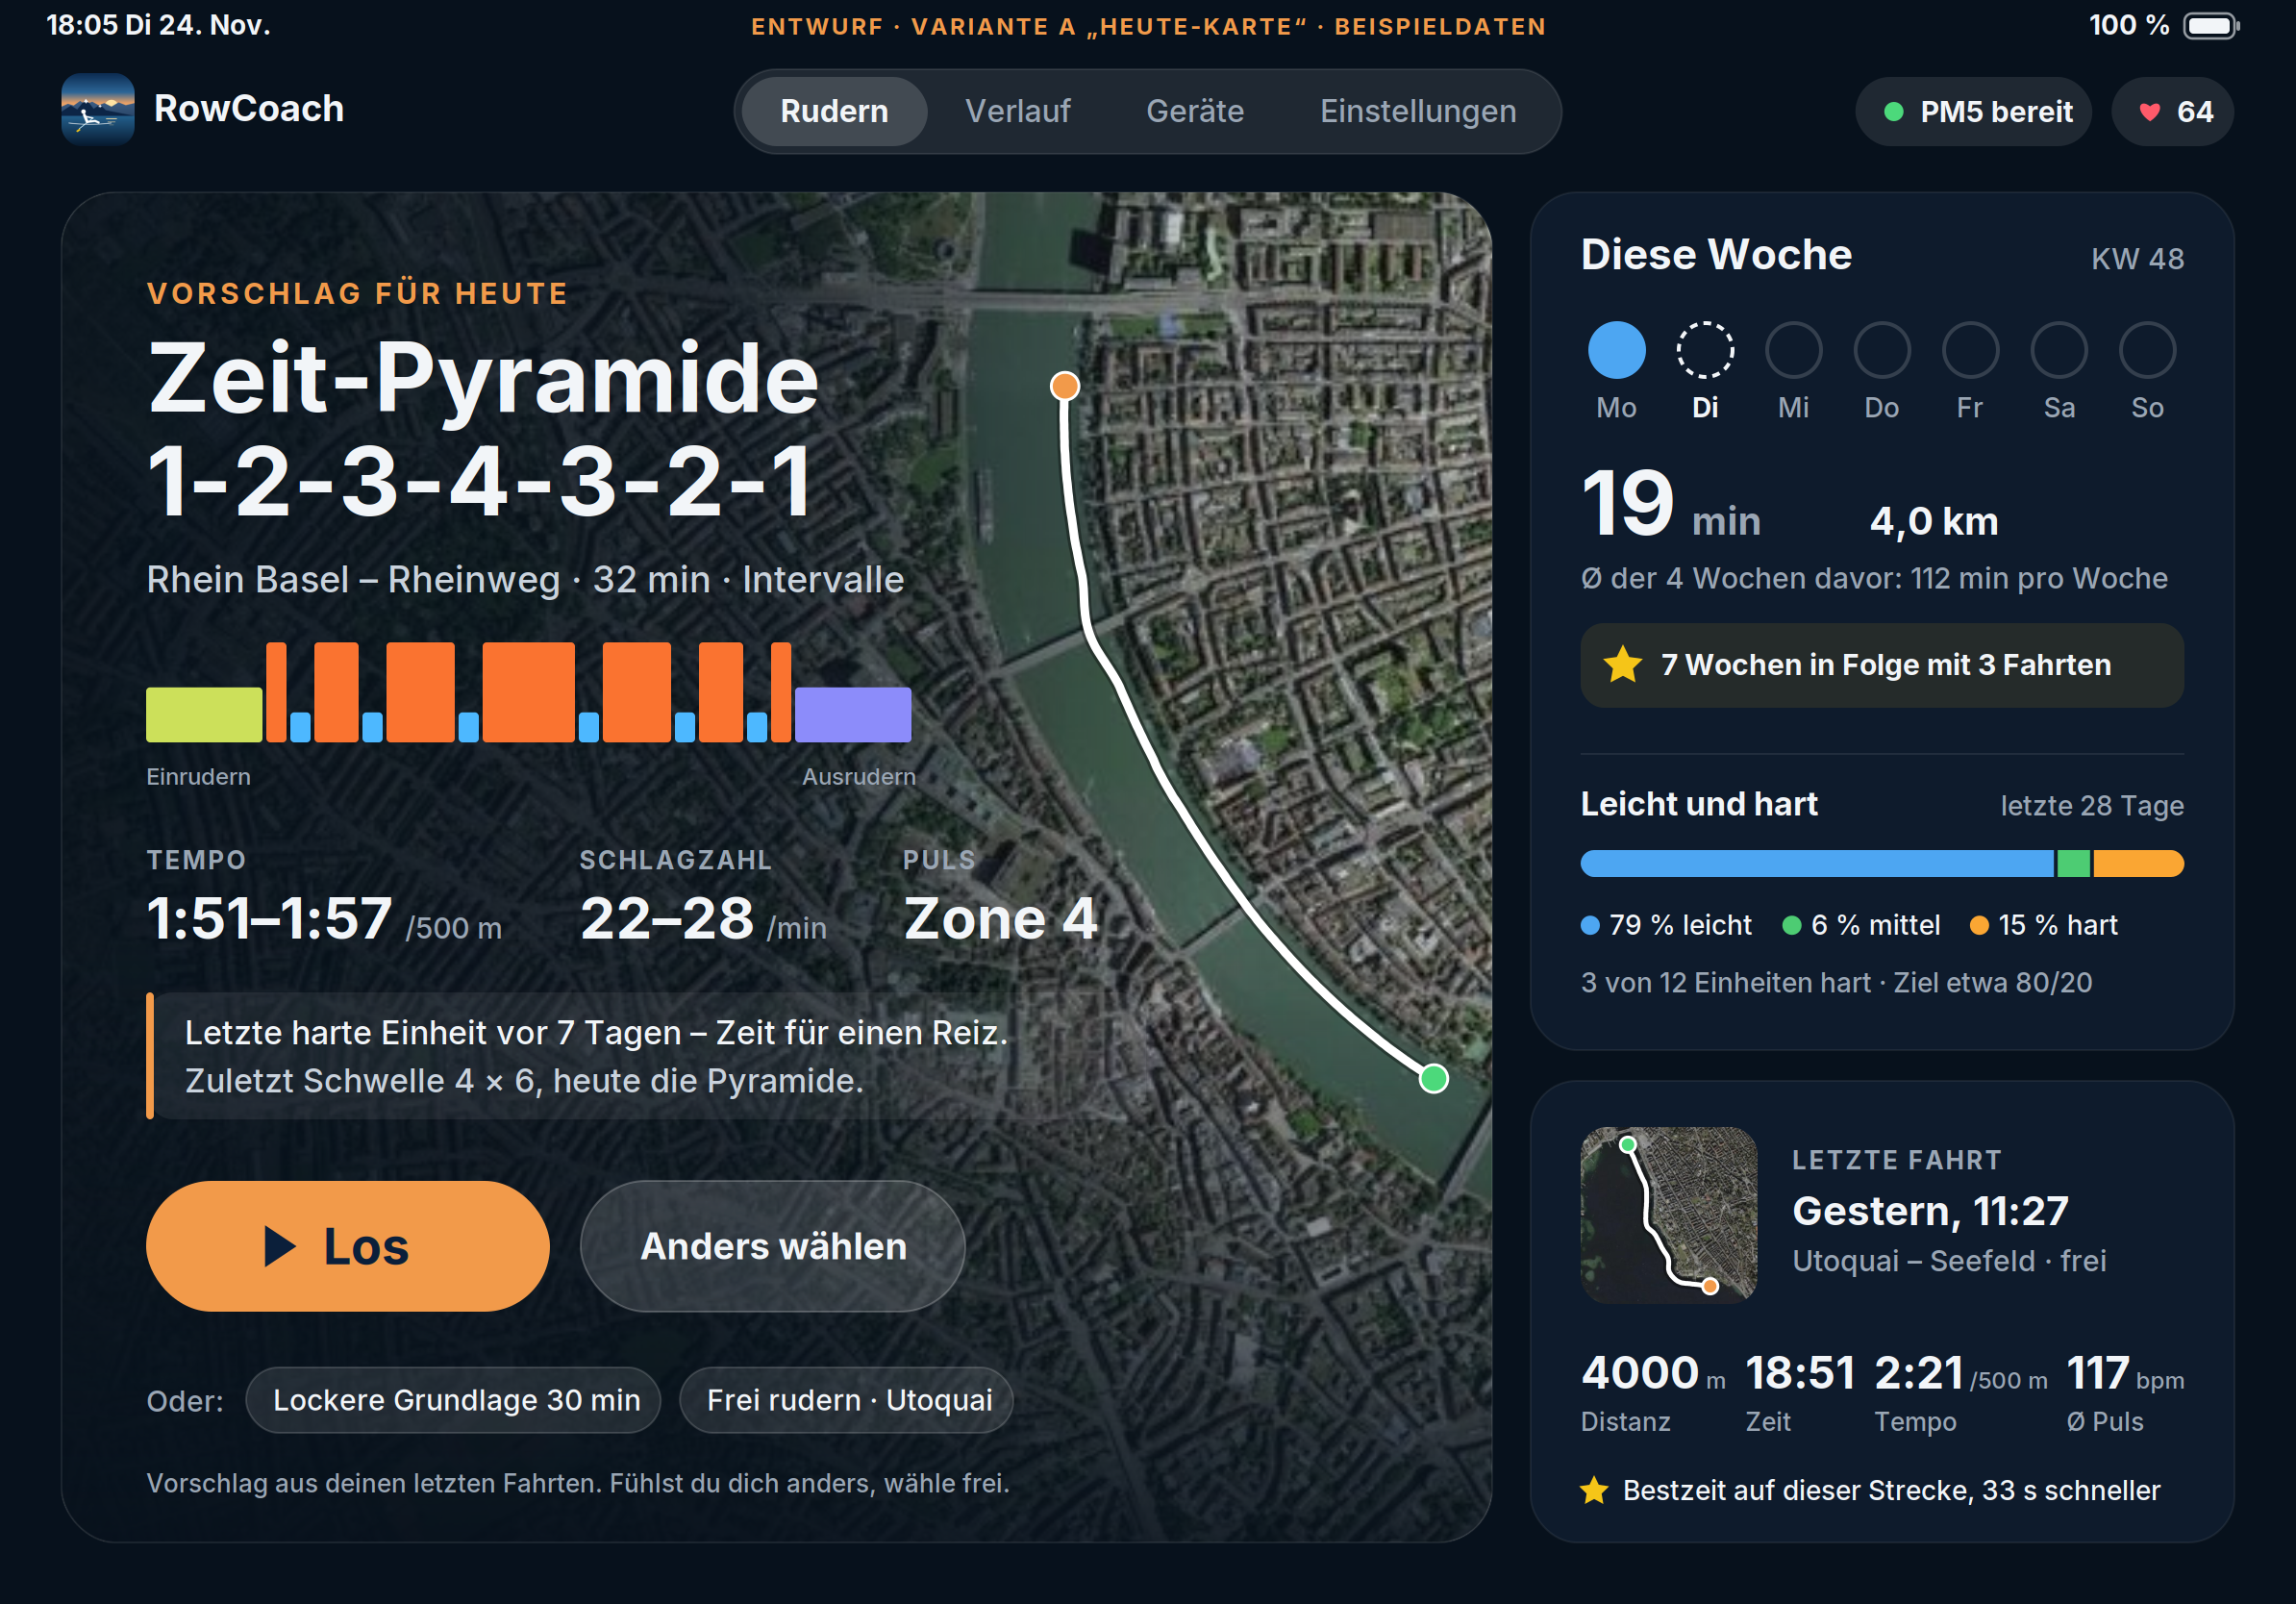 18:05 Di 24. Nov.
ENTWURF · VARIANTE A „HEUTE-KARTE“ · BEISPIELDATEN
100 %
RowCoach
Rudern
Verlauf
Geräte
Einstellungen
PM5 bereit
64
VORSCHLAG FÜR HEUTE
Zeit-Pyramide
1-2-3-4-3-2-1
Rhein Basel – Rheinweg · 32 min · Intervalle
Einrudern
Ausrudern
TEMPO
SCHLAGZAHL
PULS
1:51–1:57 /500 m
22–28 /min
Zone 4
Letzte harte Einheit vor 7 Tagen – Zeit für einen Reiz.
Zuletzt Schwelle 4 × 6, heute die Pyramide.
Los
Anders wählen
Oder:
Lockere Grundlage 30 min
Frei rudern · Utoquai
Vorschlag aus deinen letzten Fahrten. Fühlst du dich anders, wähle frei.
Diese Woche
KW 48
Mo
Di
Mi
Do
Fr
Sa
So
19 min
4,0 km
Ø der 4 Wochen davor: 112 min pro Woche
7 Wochen in Folge mit 3 Fahrten
Leicht und hart
letzte 28 Tage
79 % leicht
6 % mittel
15 % hart
3 von 12 Einheiten hart · Ziel etwa 80/20
LETZTE FAHRT
Gestern, 11:27
Utoquai – Seefeld · frei
4000 m
18:51
2:21 /500 m
117 bpm
Distanz
Zeit
Tempo
Ø Puls
Bestzeit auf dieser Strecke, 33 s schneller